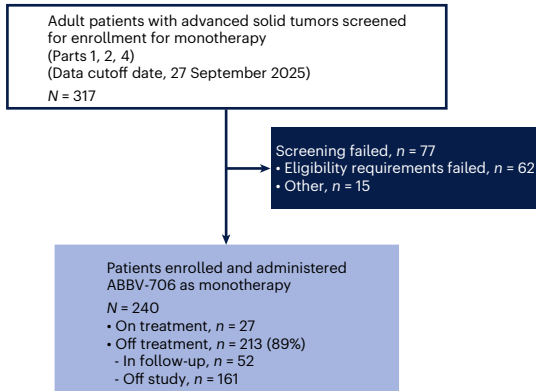 Adult patients with advanced solid tumors screened
for enrollment for monotherapy
(Parts 1, 2, 4)
(Data cutoff date, 27 September 2025)
N = 317
Screening failed, n = 77
• Eligibility requirements failed, n = 62
• Other, n = 15
Patients enrolled and administered
ABBV-706 as monotherapy
N = 240
• On treatment, n = 27
• Off treatment, n = 213 (89%)
- In follow-up, n = 52
- Off study, n = 161